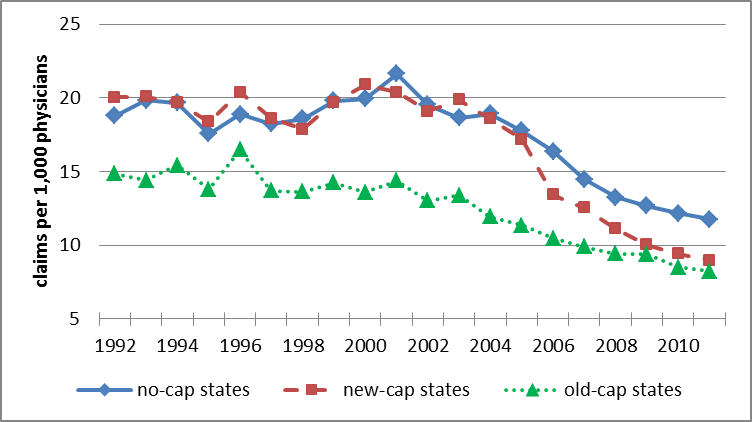 claims per 1,000 physicians
25
20
15
10
5
1992 1994 1996 1998 2000 2002 2004 2006 2008 2010
no-cap states new-cap states old-cap states